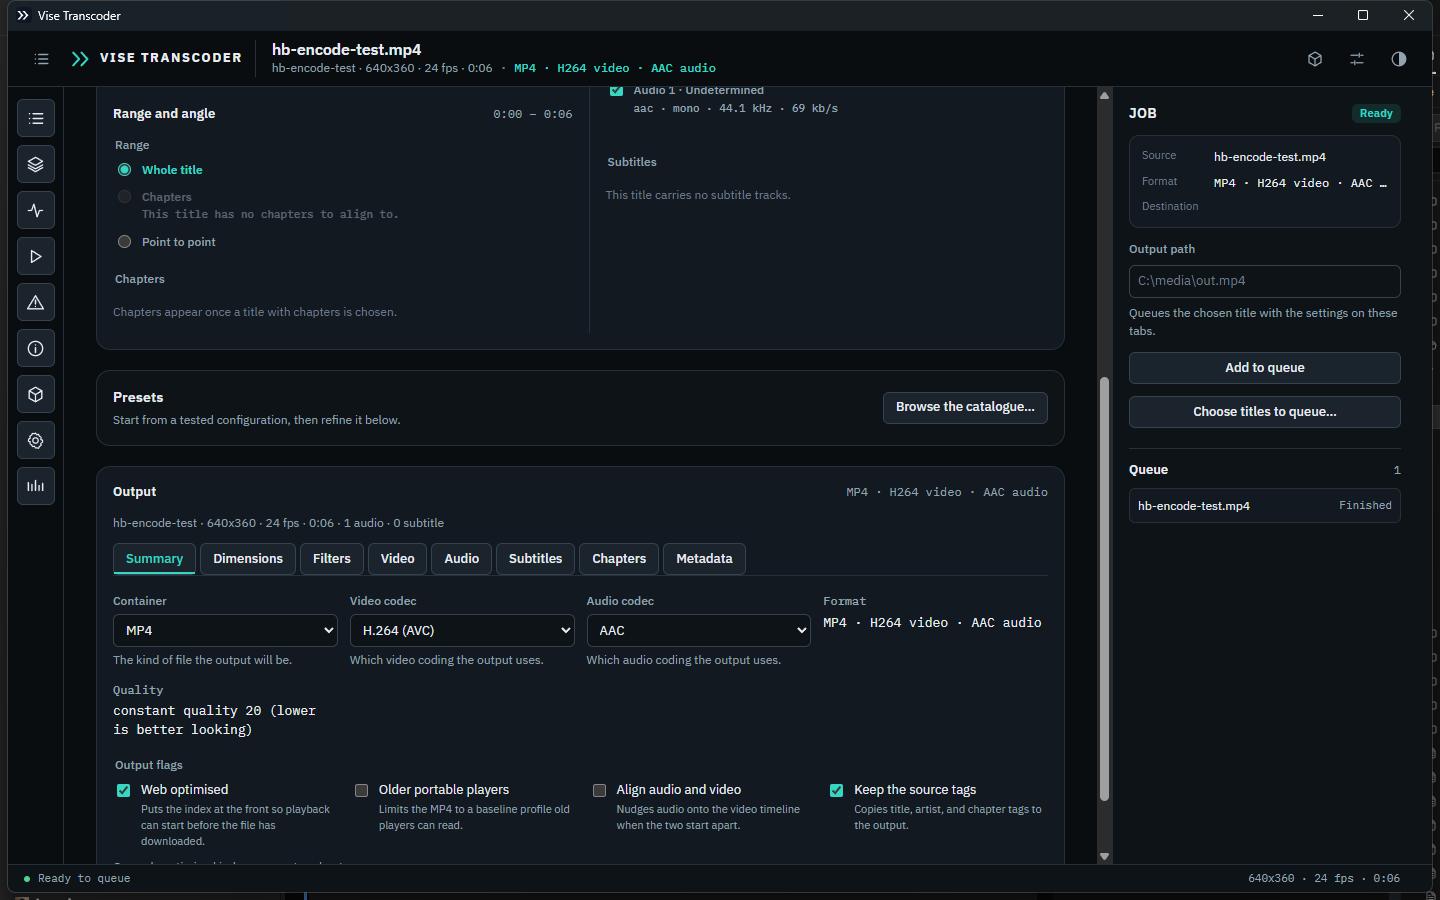 Vise Transcoder
VISE TRANSCODER
hb-encode-test.mp4
hb-encode-test · 640x360 · 24 fps · 0:06 · MP4 · H264 video · AAC audio
Range and angle
0:00 – 0:06
Range
Whole title
Chapters
This title has no chapters to align to.
Point to point
Chapters
Chapters appear once a title with chapters is chosen.
Audio 1 · Undetermined
aac · mono · 44.1 kHz · 69 kb/s
Subtitles
This title carries no subtitle tracks.
Presets
Start from a tested configuration, then refine it below.
Browse the catalogue...
Output
MP4 · H264 video · AAC audio
hb-encode-test · 640x360 · 24 fps · 0:06 · 1 audio · 0 subtitle
Summary
Dimensions
Filters
Video
Audio
Subtitles
Chapters
Metadata
Container
MP4
The kind of file the output will be.
Video codec
H.264 (AVC)
Which video coding the output uses.
Audio codec
AAC
Which audio coding the output uses.
Format
MP4 · H264 video · AAC audio
Quality
constant quality 20 (lower
is better looking)
Output flags
Web optimised
Puts the index at the front so playback
can start before the file has
downloaded.
Older portable players
Limits the MP4 to a baseline profile old
players can read.
Align audio and video
Nudges audio onto the video timeline
when the two start apart.
Keep the source tags
Copies title, artist, and chapter tags to
the output.
JOB
Ready
Source
hb-encode-test.mp4
Format
MP4 · H264 video · AAC …
Destination
Output path
C:\media\out.mp4
Queues the chosen title with the settings on these
tabs.
Add to queue
Choose titles to queue...
Queue
1
hb-encode-test.mp4
Finished
Ready to queue
640x360 · 24 fps · 0:06